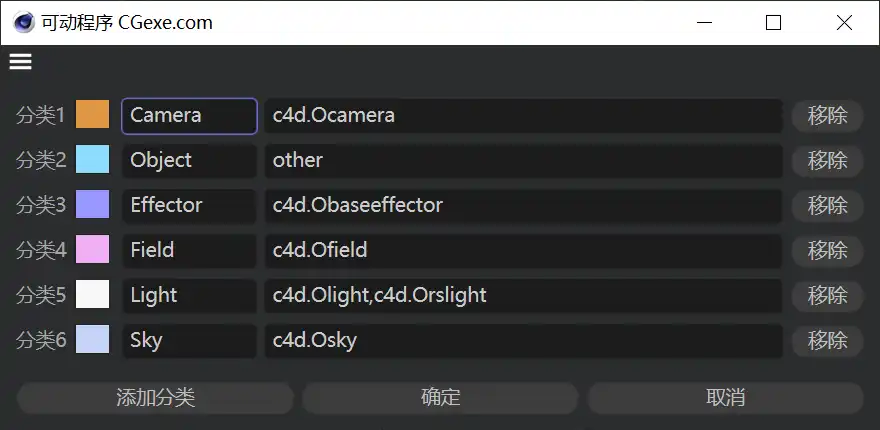 可动程序 CGexe.com
分类1 Camera c4d.Ocamera 移除
分类2 Object other 移除
分类3 Effector c4d.Obaseeffector 移除
分类4 Field c4d.Ofield 移除
分类5 Light c4d.Olight,c4d.Orslight 移除
分类6 Sky c4d.Osky 移除
添加分类 确定 取消